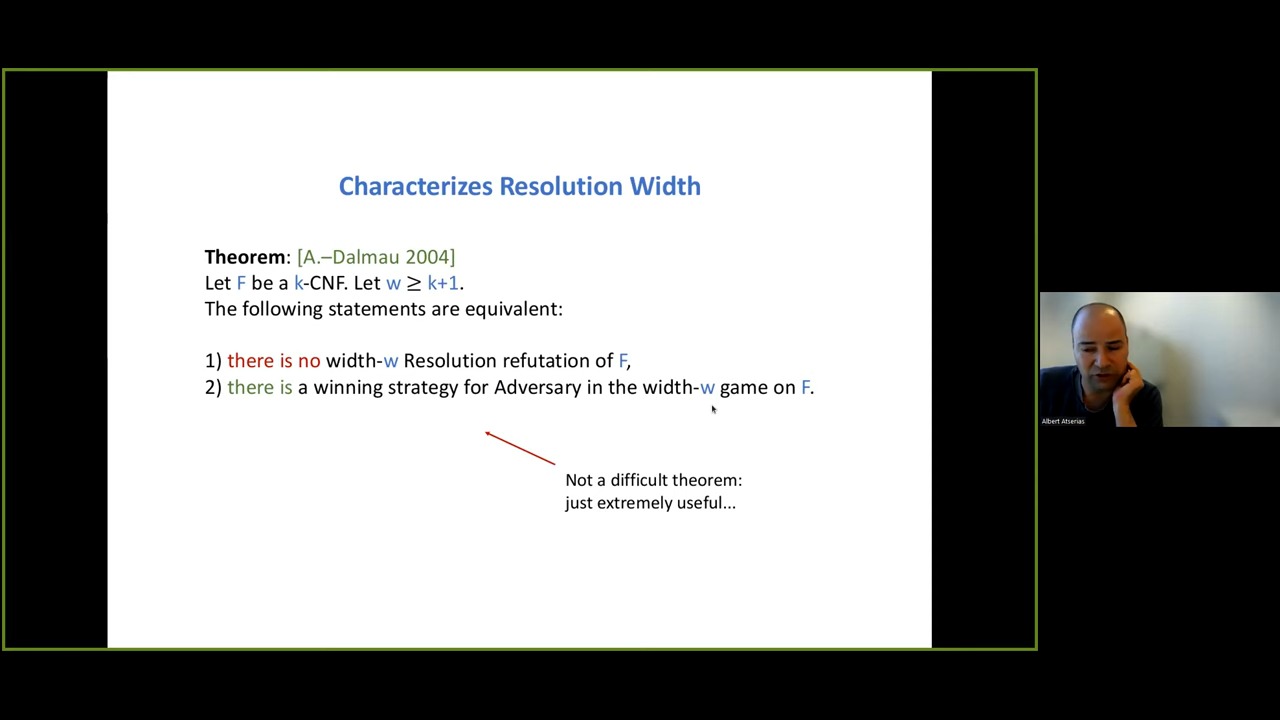 Characterizes Resolution Width
Theorem: [A.–Dalmau 2004]
Let F be a k-CNF. Let w ≥ k+1.
The following statements are equivalent:
1) there is no width-w Resolution refutation of F,
2) there is a winning strategy for Adversary in the width-w game on F.
Not a difficult theorem:
just extremely useful...
Albert Atserias